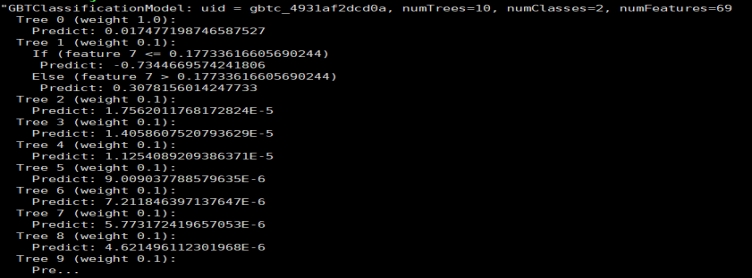 "GBTClassificationModel: uid = gbtc_4931af2dcd0a, numTrees=10, numClasses=2, numFeatures=69
Tree 0 (weight 1.0):
Predict: 0.017477198746587527
Tree 1 (weight 0.1):
If (feature 7 <= 0.17733616605690244)
Predict: -0.7344669574241806
Else (feature 7 > 0.17733616605690244)
Predict: 0.3078156014247733
Tree 2 (weight 0.1):
Predict: 1.7562011768172824E-5
Tree 3 (weight 0.1):
Predict: 1.4058607520793629E-5
Tree 4 (weight 0.1):
Predict: 1.1254089209386371E-5
Tree 5 (weight 0.1):
Predict: 9.009037788579635E-6
Tree 6 (weight 0.1):
Predict: 7.211846397137647E-6
Tree 7 (weight 0.1):
Predict: 5.773172419657053E-6
Tree 8 (weight 0.1):
Predict: 4.621496112301968E-6
Tree 9 (weight 0.1):
Pre...